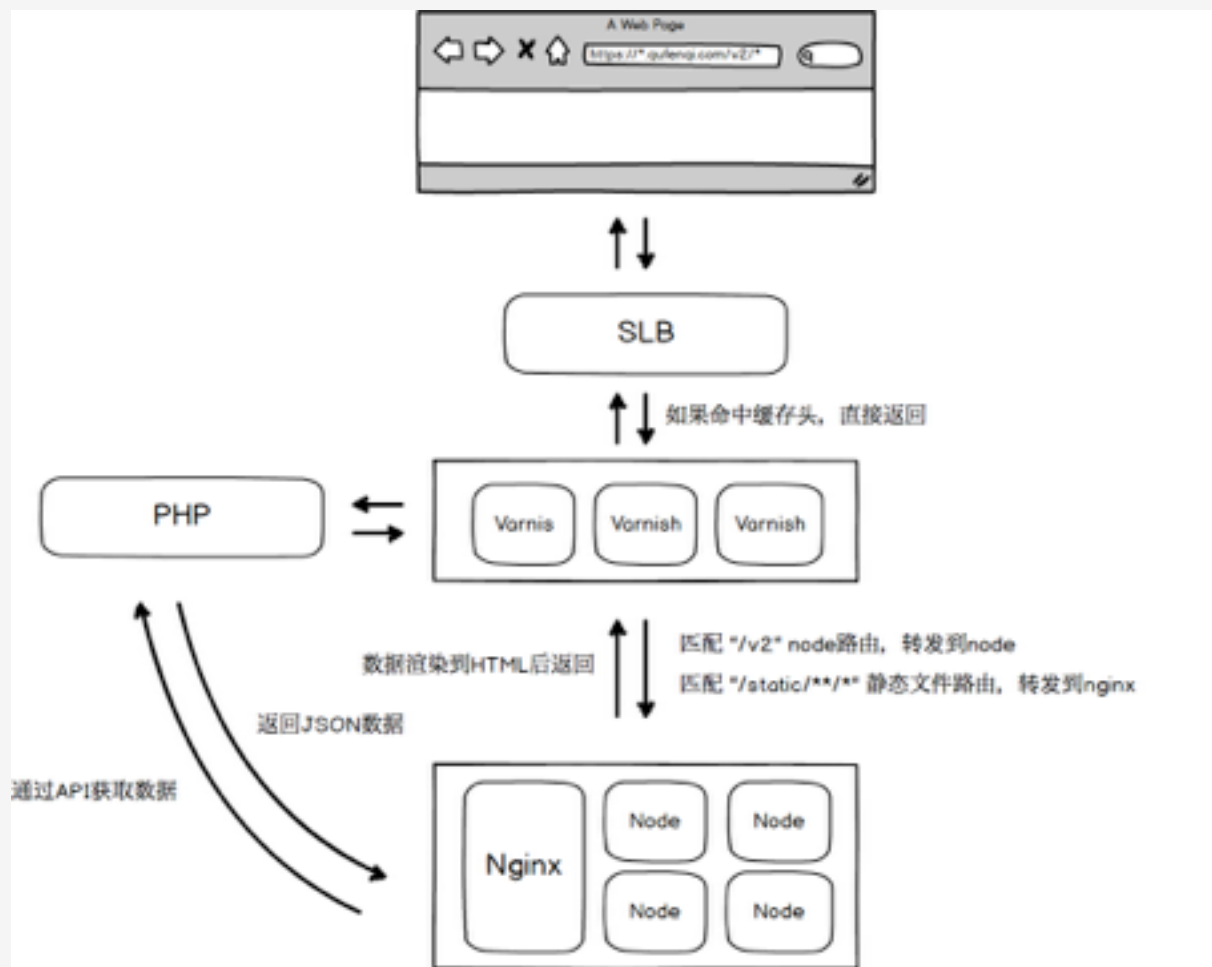 A Web Page
https://*.qufenqi.com/v2/*
SLB
如果命中缓存头，直接返回
PHP
Varnis
Varnish
Varnish
数据渲染到HTML后返回
匹配 "/v2" node路由，转发到node
匹配 "/static/**/*" 静态文件路由，转发到nginx
返回JSON数据
通过API获取数据
Nginx
Node
Node
Node
Node